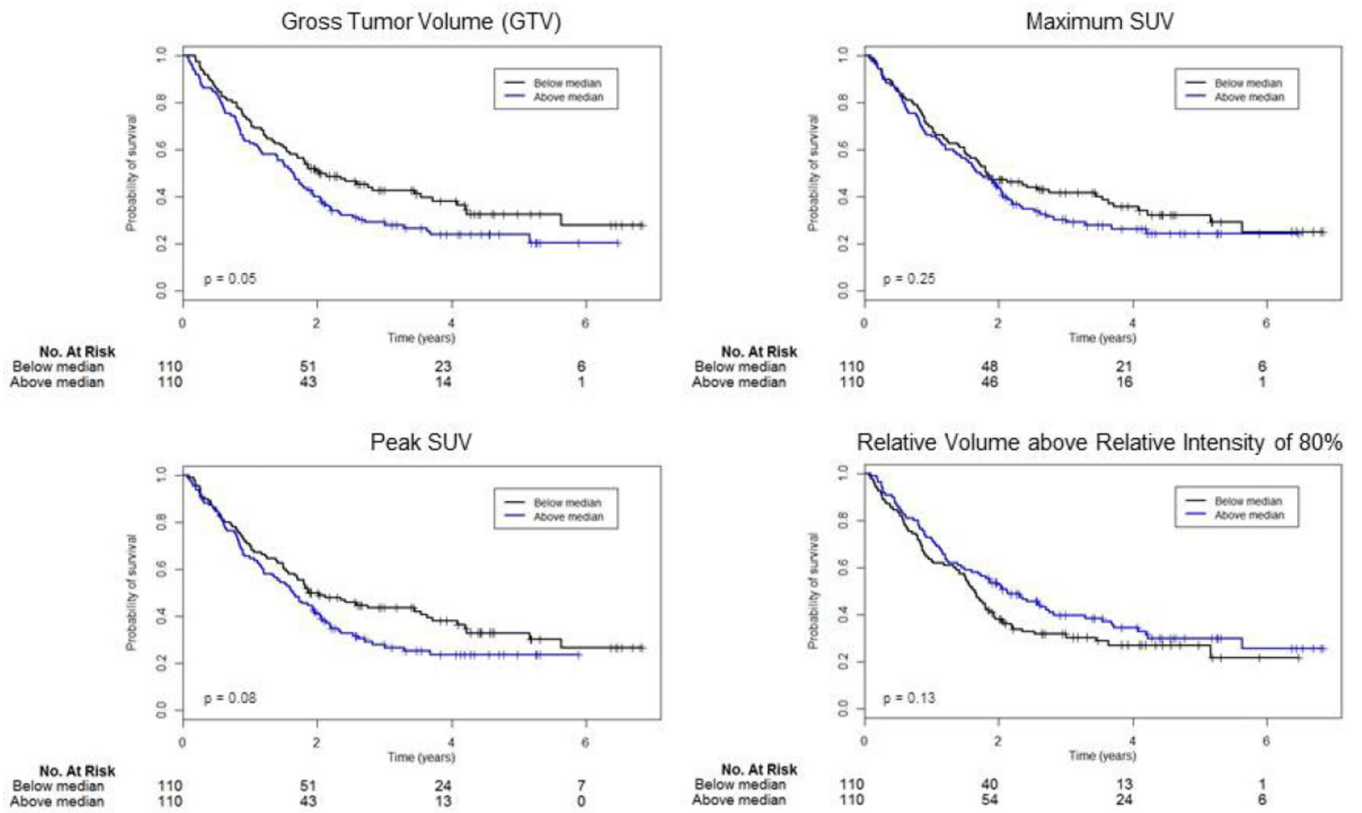 Gross Tumor Volume (GTV)
Probability of survival
1.0
0.8
0.6
0.4
0.2
0.0
Below median
Above median
p = 0.05
0 2 4 6
Time (years)
No. At Risk
Below median 110 51 23 6
Above median 110 43 14 1
Maximum SUV
Probability of survival
1.0
0.8
0.6
0.4
0.2
0.0
Below median
Above median
p = 0.25
0 2 4 6
Time (years)
No. At Risk
Below median 110 48 21 6
Above median 110 46 16 1
Peak SUV
Probability of survival
1.0
0.8
0.6
0.4
0.2
0.0
Below median
Above median
p = 0.08
0 2 4 6
Time (years)
No. At Risk
Below median 110 51 24 7
Above median 110 43 13 0
Relative Volume above Relative Intensity of 80%
Probability of survival
1.0
0.8
0.6
0.4
0.2
0.0
Below median
Above median
p = 0.13
0 2 4 6
Time (years)
No. At Risk
Below median 110 40 13 1
Above median 110 54 24 6